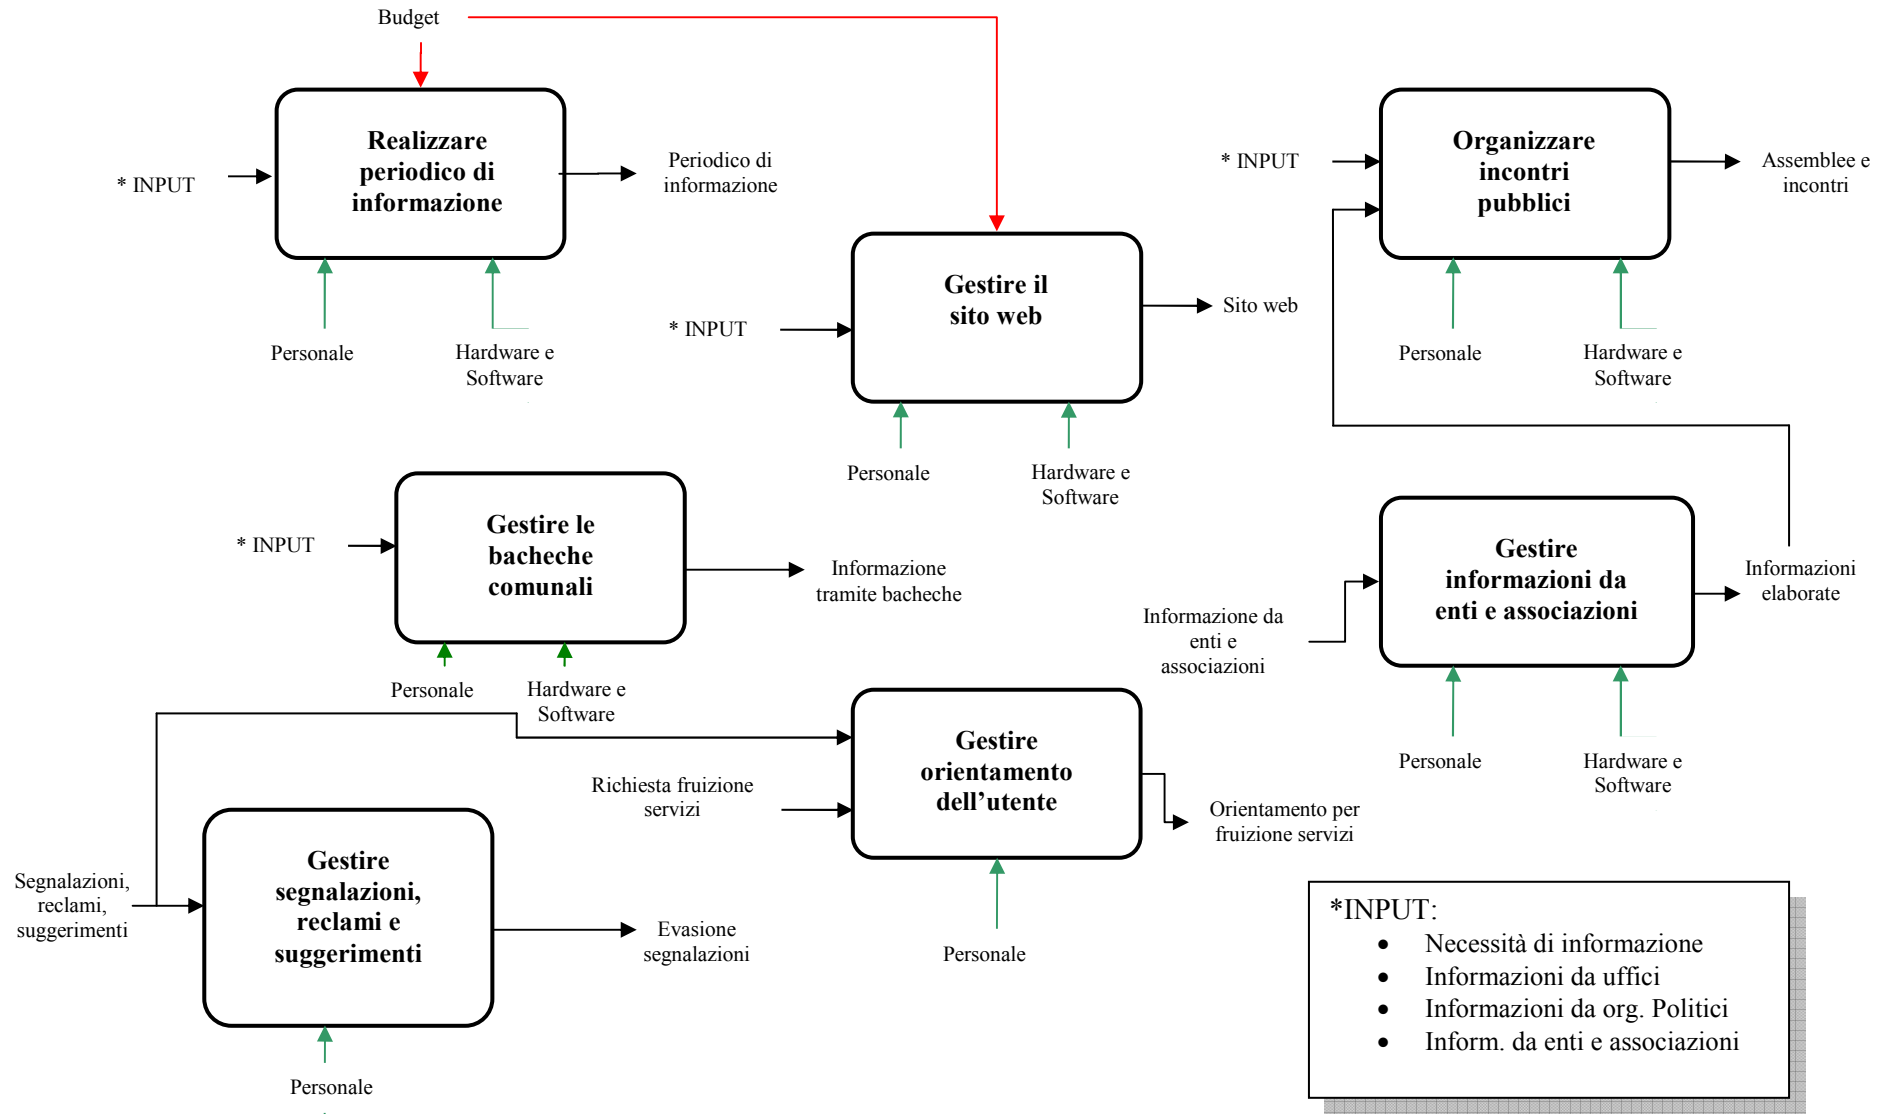 Budget
Realizzare
periodico di
informazione
* INPUT
Periodico di
informazione
Personale
Hardware e
Software
Gestire il
sito web
* INPUT
Sito web
Personale
Hardware e
Software
Organizzare
incontri
pubblici
* INPUT
Assemblee e
incontri
Personale
Hardware e
Software
Gestire le
bacheche
comunali
* INPUT
Informazione
tramite bacheche
Personale
Hardware e
Software
Gestire
informazioni da
enti e associazioni
Informazione da
enti e
associazioni
Informazioni
elaborate
Personale
Hardware e
Software
Gestire
orientamento
dell’utente
Richiesta fruizione
servizi
Orientamento per
fruizione servizi
Personale
Gestire
segnalazioni,
reclami e
suggerimenti
Segnalazioni,
reclami,
suggerimenti
Evasione
segnalazioni
Personale
*INPUT:
• Necessità di informazione
• Informazioni da uffici
• Informazioni da org. Politici
• Inform. da enti e associazioni